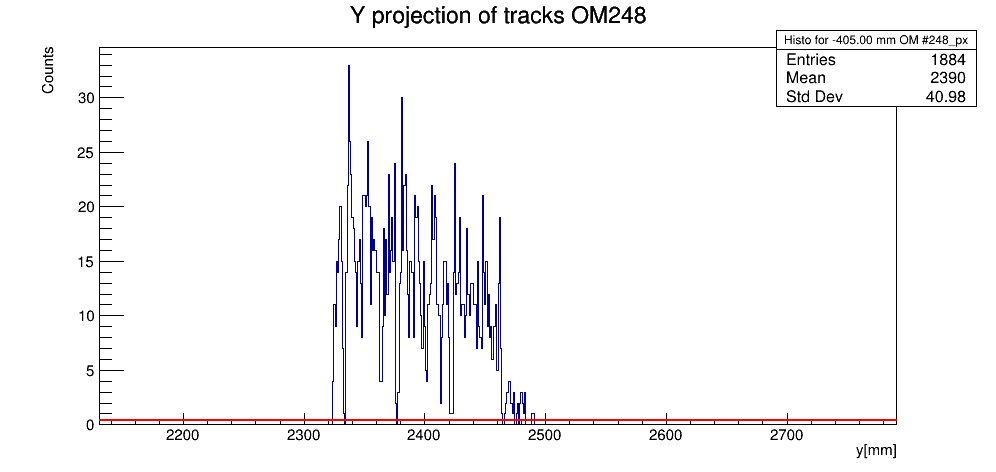 Y projection of tracks OM248
Histo for -405.00 mm OM #248_px
Entries 1884
Mean 2390
Std Dev 40.98
Counts
30
25
20
15
10
5
0
2200 2300 2400 2500 2600 2700
y[mm]